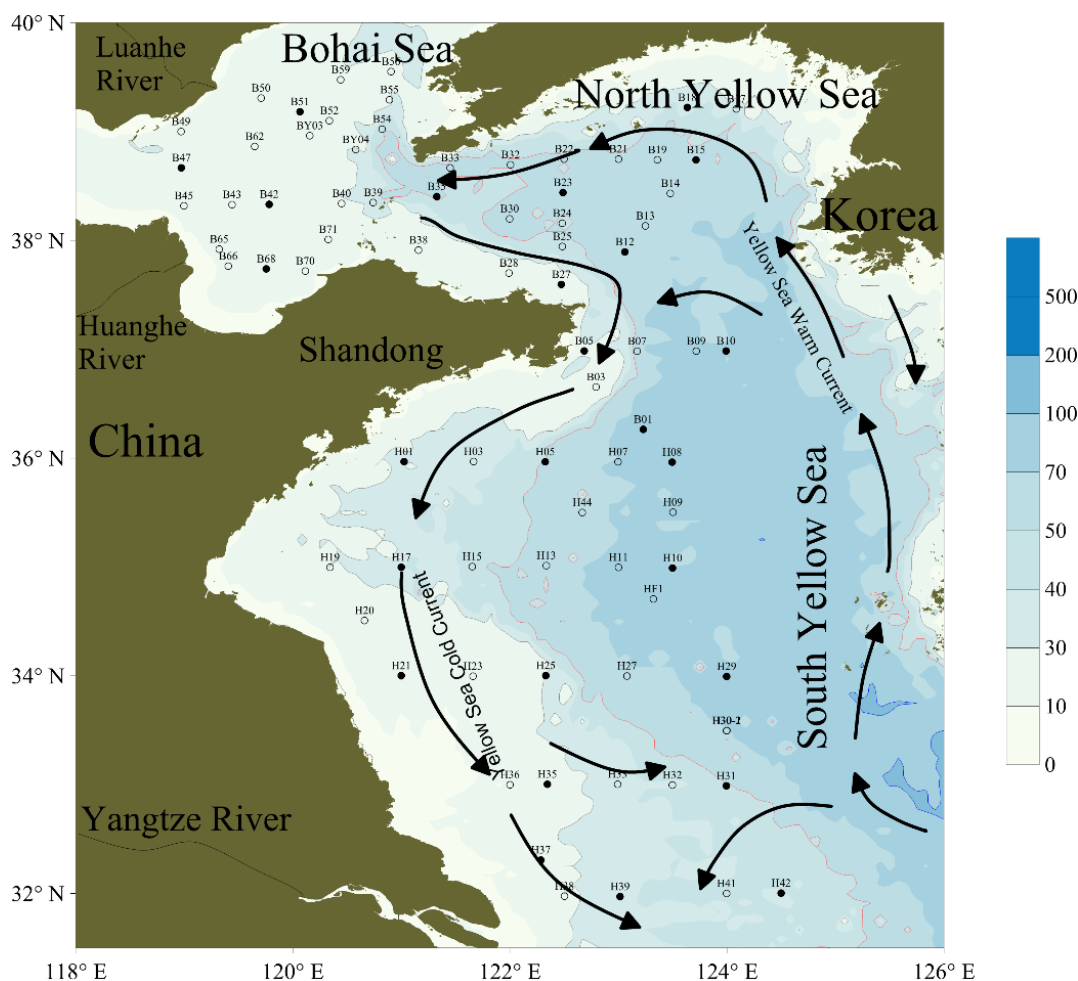 40° N
Luanhe
River
Bohai Sea
B56
B59
B50
B55
North Yellow Sea
B18
B51
B52
B54
B49
BY03
B62
BY04
B22
B21
B19
B15
B33
B32
B47
B23
B14
B35
B45
B43
B42
B40
B39
B30
B24
B13
Korea
38° N
B71
B25
B12
B65
B38
B66
B68
B70
B28
B27
Yellow Sea Warm Current
Huanghe
River
Shandong
B05
B07
B09
B10
B03
China
B01
36° N
H01
H03
H05
H07
H08
H44
H09
South Yellow Sea
H19
H17
H15
H13
H11
H10
HF1
H20
Yellow Sea Cold Current
34° N
H21
H23
H25
H27
H29
H36
H35
H33
H32
H31
Yangtze River
H37
32° N
H38
H39
H41
H42
118° E
120° E
122° E
124° E
126° E
500
200
100
70
50
40
30
10
0